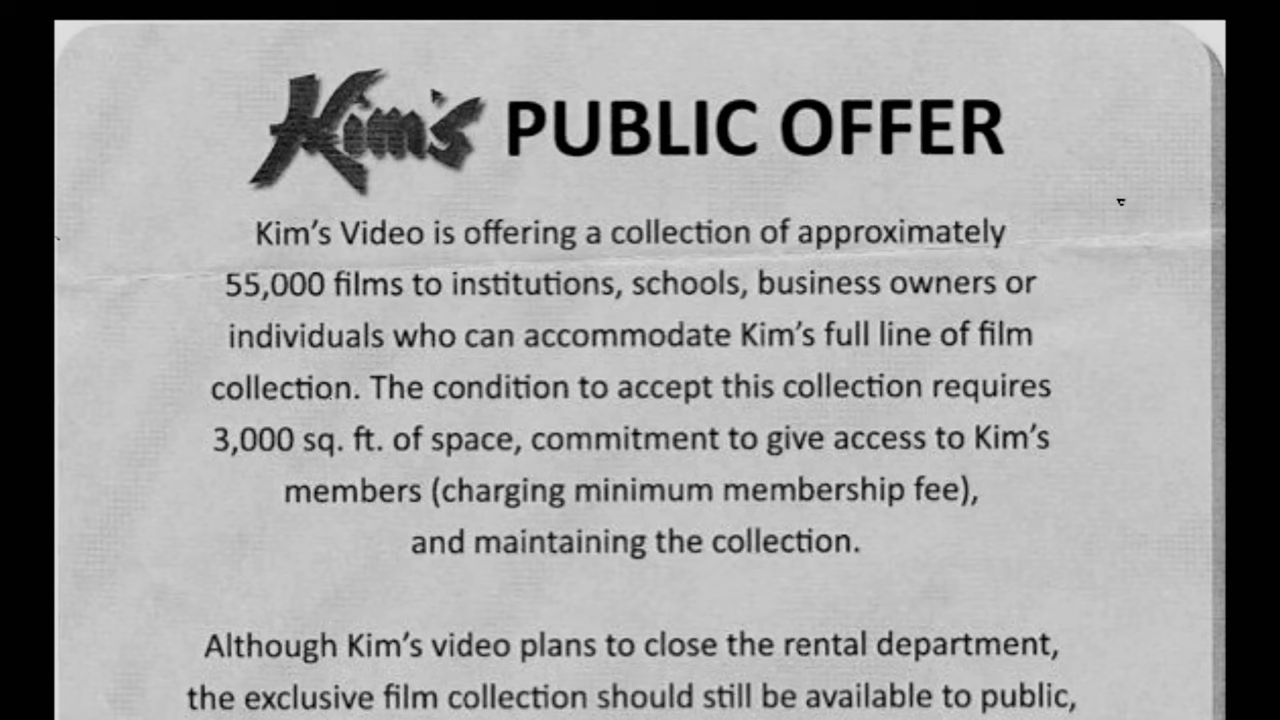 Kim's PUBLIC OFFER
Kim's Video is offering a collection of approximately
55,000 films to institutions, schools, business owners or
individuals who can accommodate Kim's full line of film
collection. The condition to accept this collection requires
3,000 sq. ft. of space, commitment to give access to Kim's
members (charging minimum membership fee),
and maintaining the collection.
Although Kim's video plans to close the rental department,
the exclusive film collection should still be available to public,